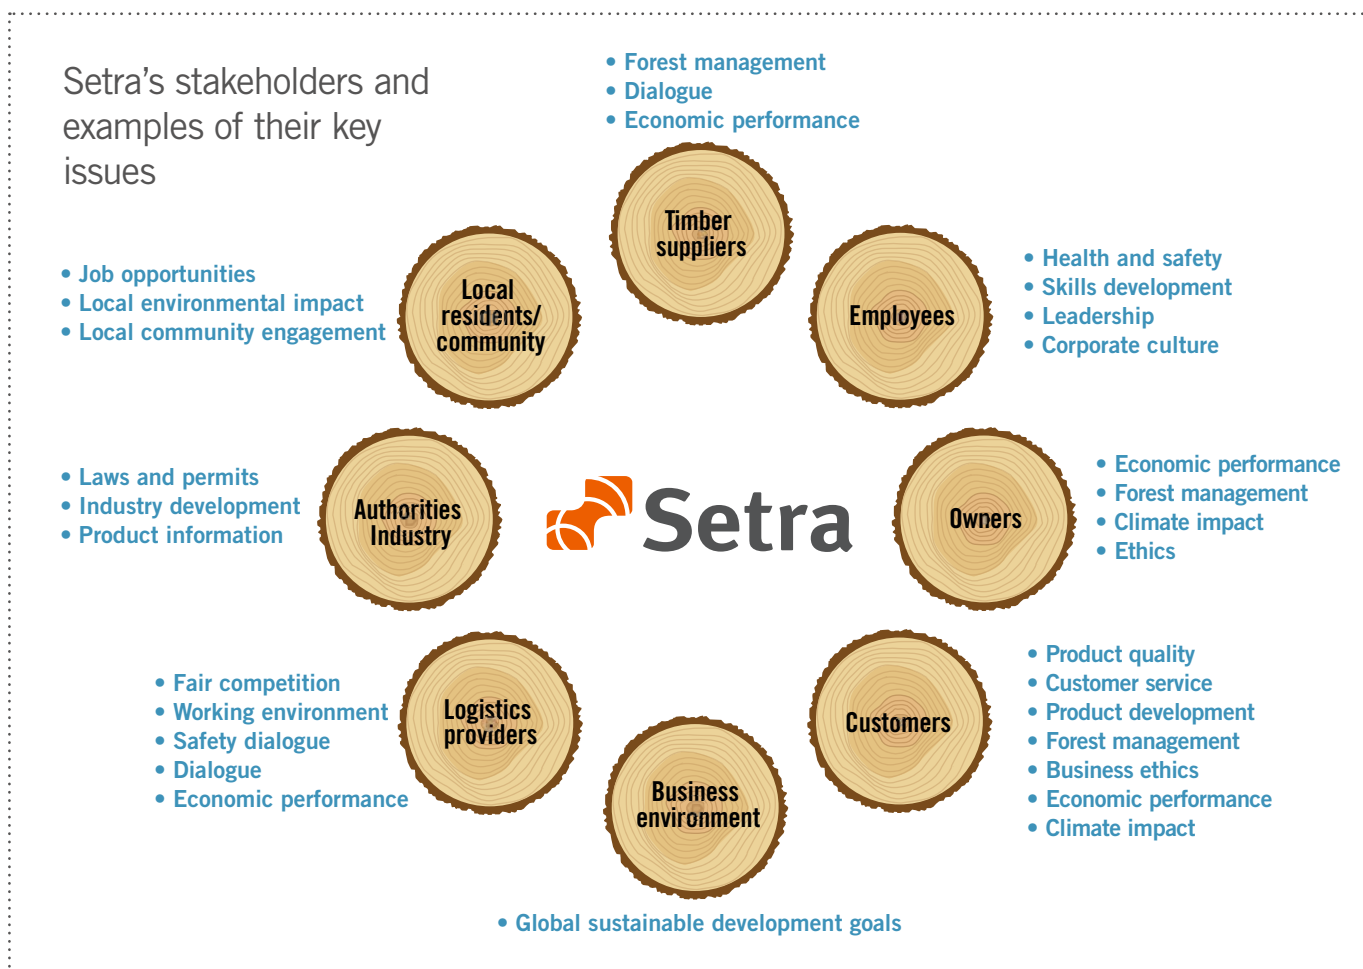 Setra's stakeholders and
examples of their key
issues
• Forest management
• Dialogue
• Economic performance
Timber
suppliers
• Job opportunities
• Local environmental impact
• Local community engagement
Local
residents/
community
Employees
• Health and safety
• Skills development
• Leadership
• Corporate culture
• Laws and permits
• Industry development
• Product information
Authorities
Industry
Setra
Owners
• Economic performance
• Forest management
• Climate impact
• Ethics
• Fair competition
• Working environment
• Safety dialogue
• Dialogue
• Economic performance
Logistics
providers
Business
environment
• Global sustainable development goals
Customers
• Product quality
• Customer service
• Product development
• Forest management
• Business ethics
• Economic performance
• Climate impact